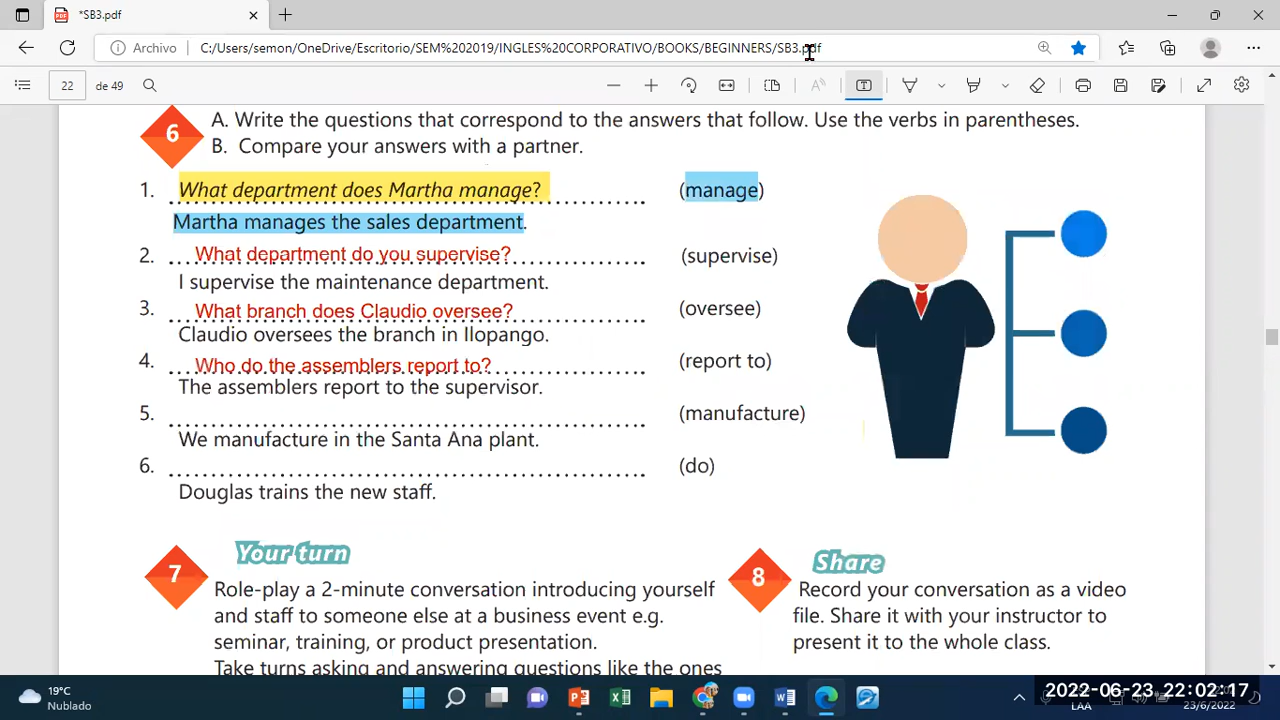 *SB3.pdf
Archivo C:/Users/semon/OneDrive/Escritorio/SEM%202019/INGLES%20CORPORATIVO/BOOKS/BEGINNERS/SB3.pdf
22 de 49
6
A. Write the questions that correspond to the answers that follow. Use the verbs in parentheses.
B. Compare your answers with a partner.
1. What department does Martha manage? (manage)
Martha manages the sales department.
2. What department do you supervise? (supervise)
I supervise the maintenance department.
3. What branch does Claudio oversee? (oversee)
Claudio oversees the branch in Ilopango.
4. Who do the assemblers report to? (report to)
The assemblers report to the supervisor.
5. (manufacture)
We manufacture in the Santa Ana plant.
6. (do)
Douglas trains the new staff.
7
Your turn
Role-play a 2-minute conversation introducing yourself
and staff to someone else at a business event e.g.
seminar, training, or product presentation.
Take turns asking and answering questions like the ones
8
Share
Record your conversation as a video
file. Share it with your instructor to
present it to the whole class.
19°C
Nublado
2022-06-23 22:02:17
LAA
23/6/2022